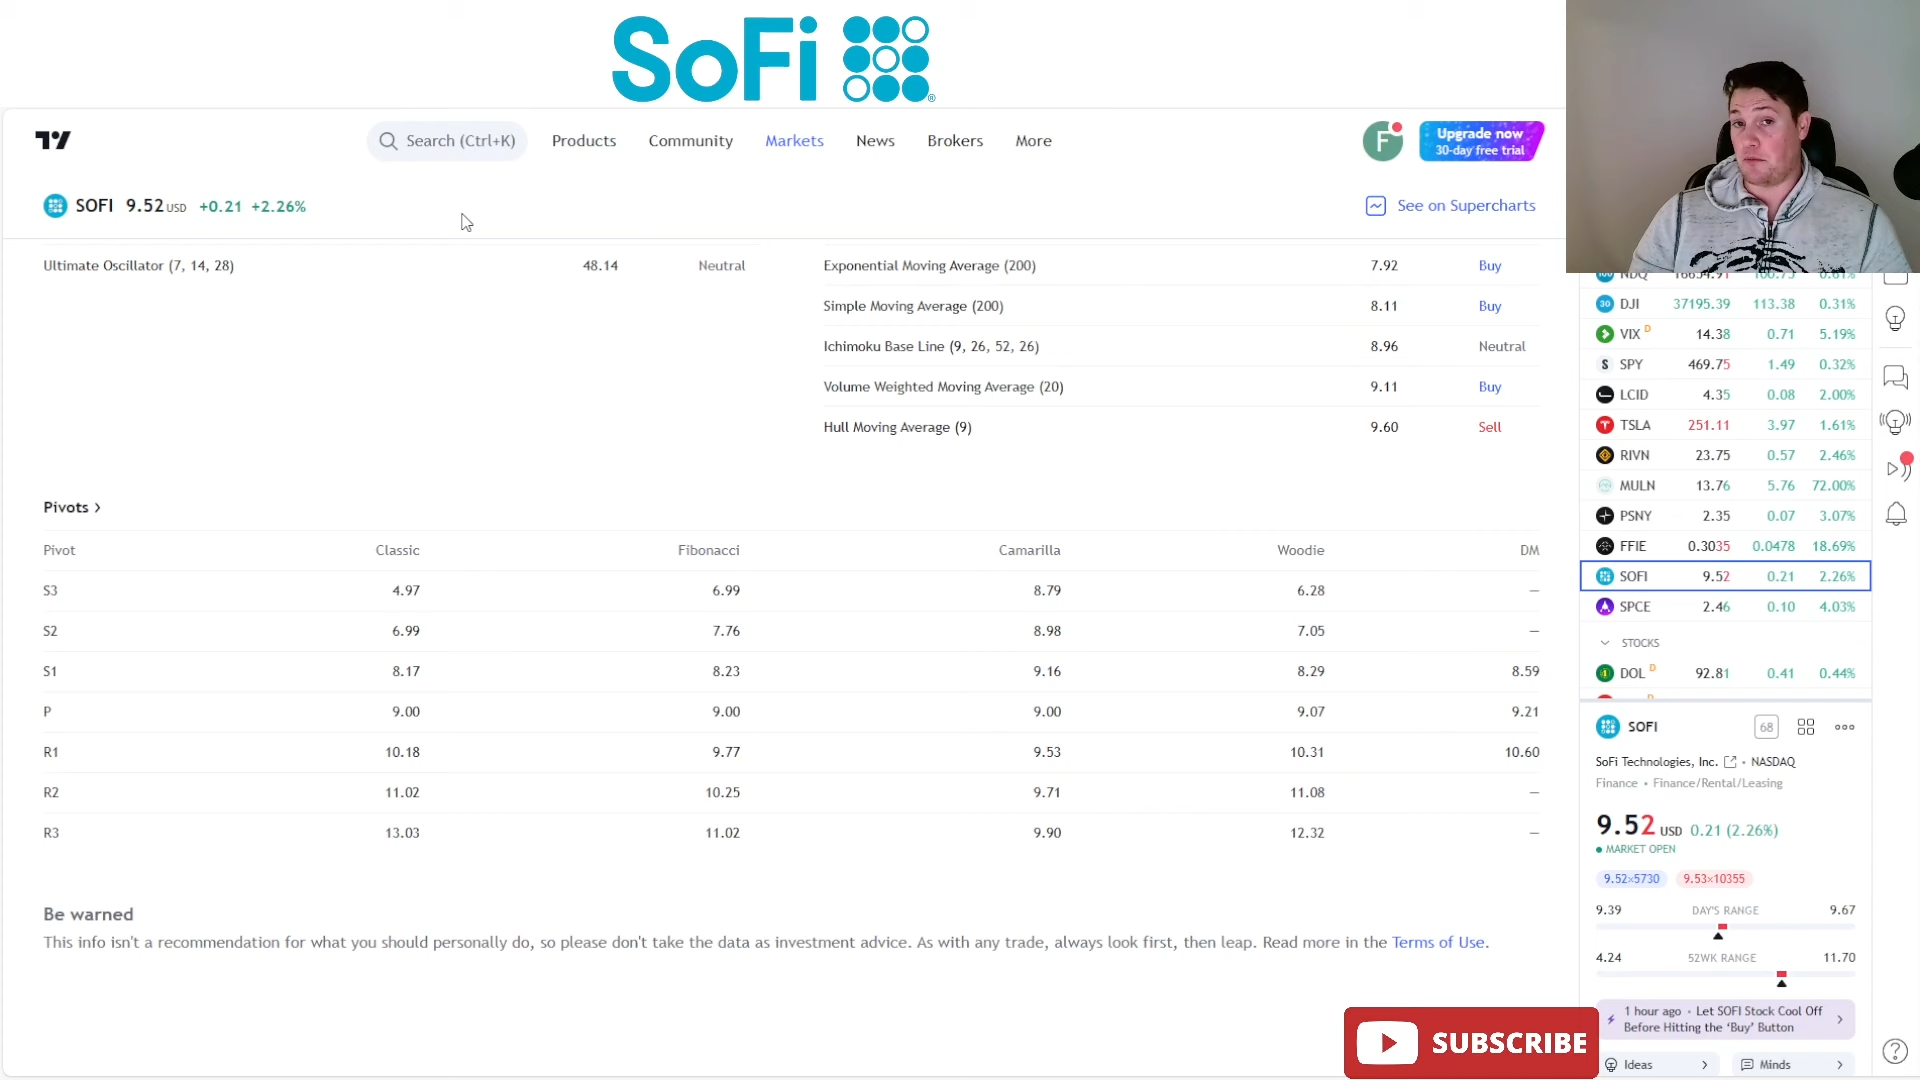 SoFi
Search (Ctrl+K) Products Community Markets News Brokers More
F
Upgrade now
30-day free trial
SOFI 9.52 USD +0.21 +2.26%
See on Supercharts
Ultimate Oscillator (7, 14, 28) 48.14 Neutral
Exponential Moving Average (200) 7.92 Buy
Simple Moving Average (200) 8.11 Buy
Ichimoku Base Line (9, 26, 52, 26) 8.96 Neutral
Volume Weighted Moving Average (20) 9.11 Buy
Hull Moving Average (9) 9.60 Sell
Pivots
Pivot Classic Fibonacci Camarilla Woodie DM
S3 4.97 6.99 8.79 6.28 —
S2 6.99 7.76 8.98 7.05 —
S1 8.17 8.23 9.16 8.29 8.59
P 9.00 9.00 9.00 9.07 9.21
R1 10.18 9.77 9.53 10.31 10.60
R2 11.02 10.25 9.71 11.08 —
R3 13.03 11.02 9.90 12.32 —
Be warned
This info isn't a recommendation for what you should personally do, so please don't take the data as investment advice. As with any trade, always look first, then leap. Read more in the Terms of Use.
SUBSCRIBE
NDQ 16654.91 100.75 0.61%
30 DJI 37195.39 113.38 0.31%
VIX D 14.38 0.71 5.19%
S SPY 469.75 1.49 0.32%
LCID 4.35 0.08 2.00%
TSLA 251.11 3.97 1.61%
RIVN 23.75 0.57 2.46%
MULN 13.76 5.76 72.00%
PSNY 2.35 0.07 3.07%
FFIE 0.3035 0.0478 18.69%
SOFI 9.52 0.21 2.26%
SPCE 2.46 0.10 4.03%
STOCKS
DOL D 92.81 0.41 0.44%
SOFI 68
SoFi Technologies, Inc. • NASDAQ
Finance • Finance/Rental/Leasing
9.52 USD 0.21 (2.26%)
MARKET OPEN
9.52×5730 9.53×10355
9.39 DAY'S RANGE 9.67
4.24 52WK RANGE 11.70
1 hour ago · Let SOFI Stock Cool Off
Before Hitting the ‘Buy’ Button
Ideas Minds